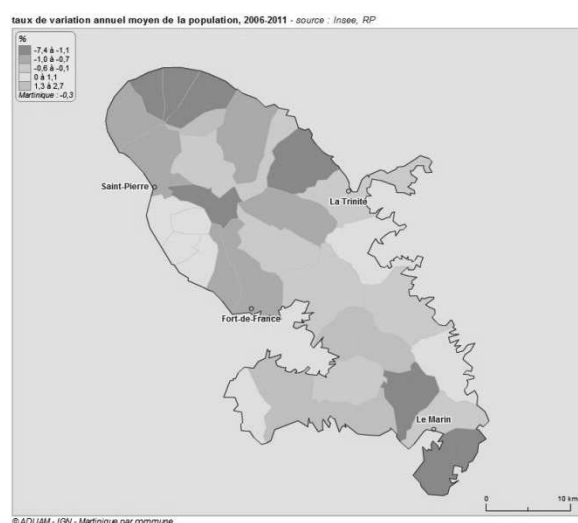 taux de variation annuel moyen de la population, 2006-2011 - source : Insee, RP
%
-7,4 à -1,1
-1,0 à -0,7
-0,6 à -0,1
0 à 1,1
1,3 à 2,7
Martinique : -0,3
Saint-Pierre
La Trinité
Fort-de-France
Le Marin
0 10 km
© ADUAM - IGN - Martinique par commune